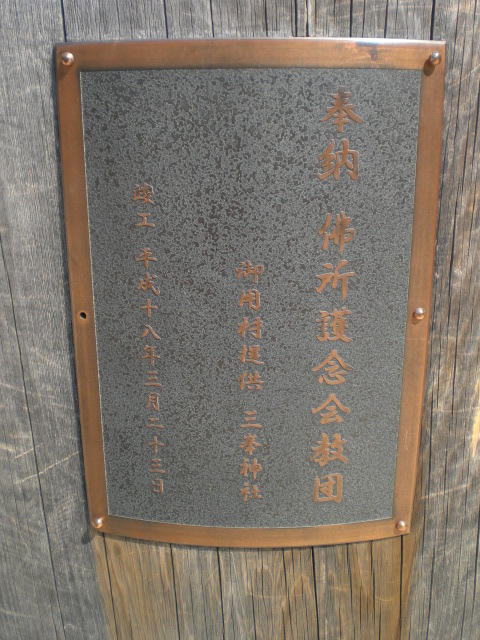 奉納 佛所護念会教団
御用材提供 三峯神社
竣工 平成十八年三月二十三日